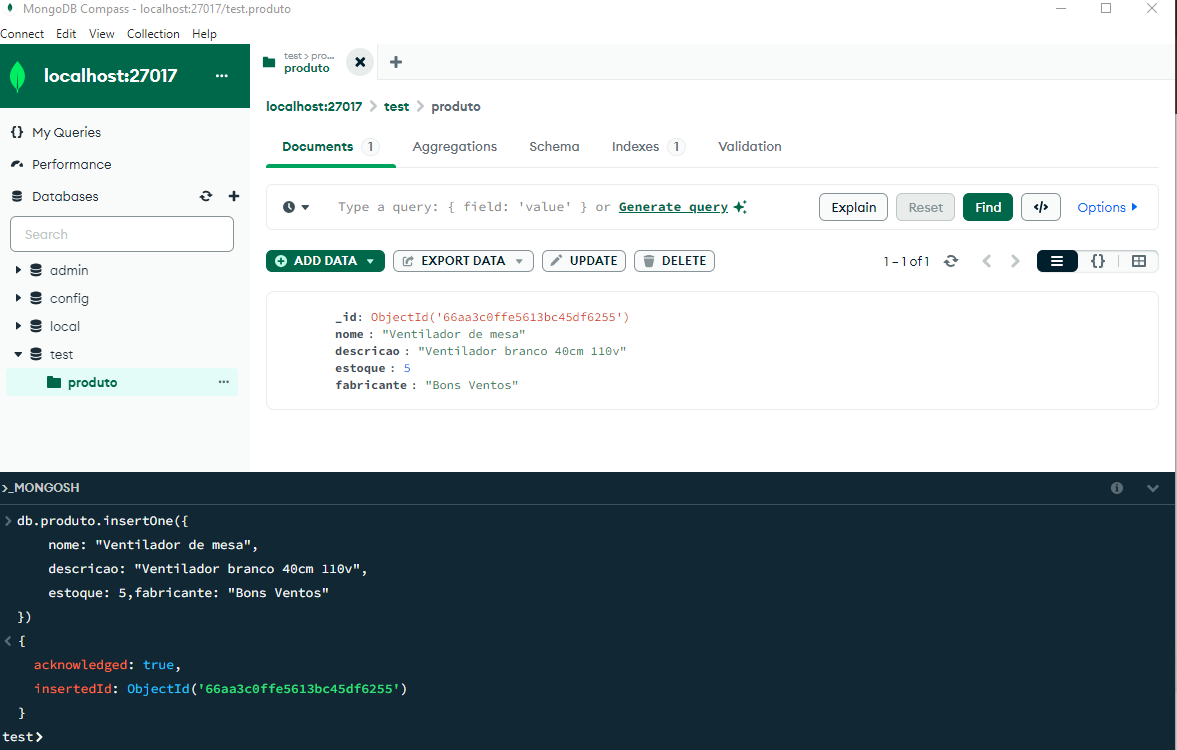 MongoDB Compass - localhost:27017/test.produto
Connect Edit View Collection Help
localhost:27017 ...
My Queries
Performance
Databases
Search
admin
config
local
test
produto ...
test > pro...
produto
localhost:27017 > test > produto
Documents 1 Aggregations Schema Indexes 1 Validation
Type a query: { field: 'value' } or Generate query
Explain Reset Find </> Options
ADD DATA EXPORT DATA UPDATE DELETE
1 – 1 of 1 {}
_id: ObjectId('66aa3c0ffe5613bc45df6255')
nome : "Ventilador de mesa"
descricao : "Ventilador branco 40cm 110v"
estoque : 5
fabricante : "Bons Ventos"
>_MONGOSH
> db.produto.insertOne({
nome: "Ventilador de mesa",
descricao: "Ventilador branco 40cm 110v",
estoque: 5,fabricante: "Bons Ventos"
})
< {
acknowledged: true,
insertedId: ObjectId('66aa3c0ffe5613bc45df6255')
}
test>